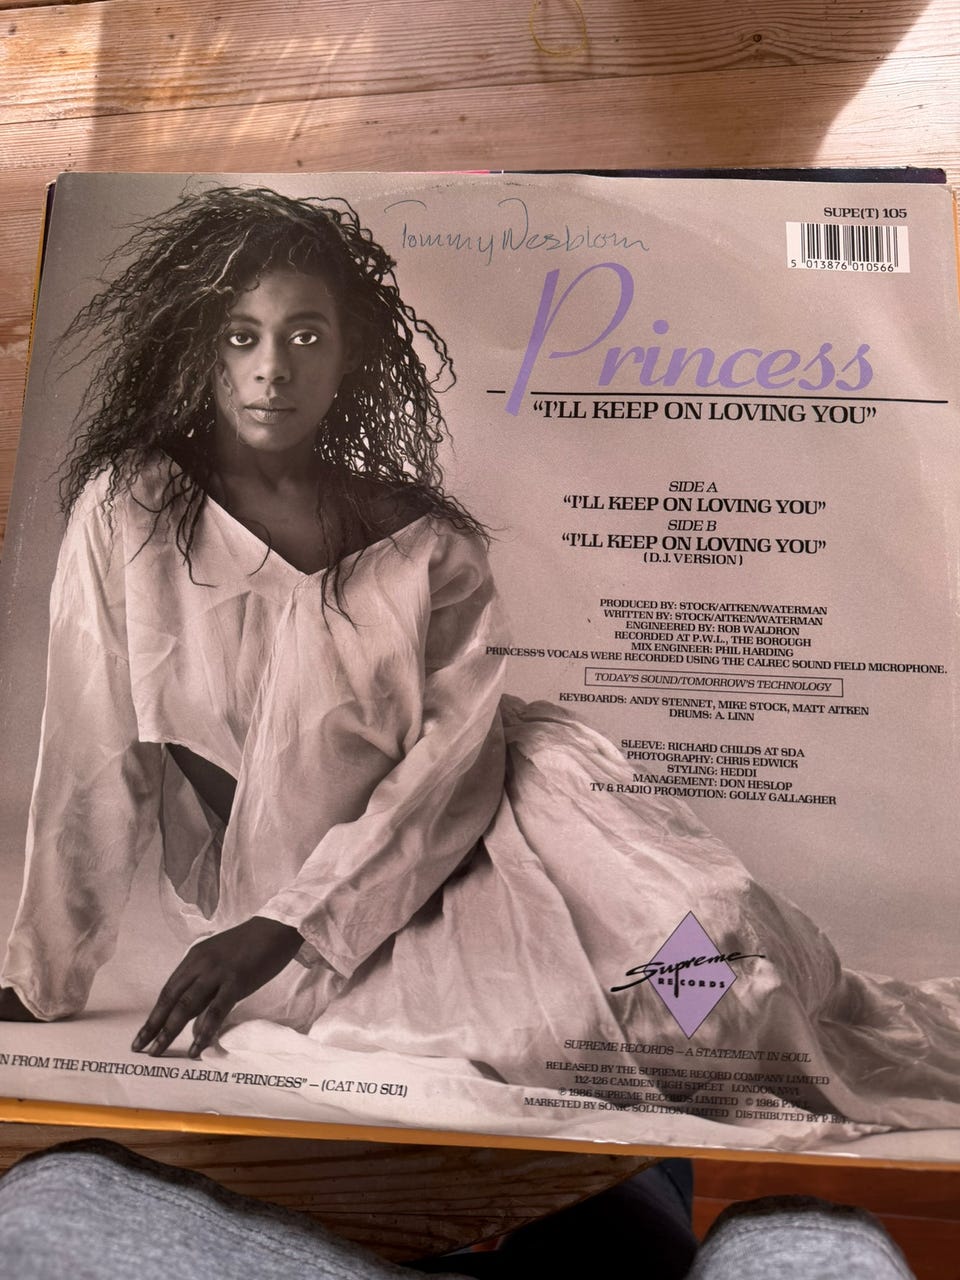 Tommy Wesblom
SUPE(T) 105
5 013876 010566
Princess
“I'LL KEEP ON LOVING YOU”
SIDE A
“I'LL KEEP ON LOVING YOU”
SIDE B
“I'LL KEEP ON LOVING YOU”
(D.J. VERSION)
PRODUCED BY: STOCK/AITKEN/WATERMAN
WRITTEN BY: STOCK/AITKEN/WATERMAN
ENGINEERED BY: ROB WALDRON
RECORDED AT P.W.L., THE BOROUGH
MIX ENGINEER: PHIL HARDING
PRINCESS'S VOCALS WERE RECORDED USING THE CALREC SOUND FIELD MICROPHONE.
TODAY'S SOUND/TOMORROW'S TECHNOLOGY
KEYBOARDS: ANDY STENNET, MIKE STOCK, MATT AITKEN
DRUMS: A. LINN
SLEEVE: RICHARD CHILDS AT SDA
PHOTOGRAPHY: CHRIS EDWICK
STYLING: HEDDI
MANAGEMENT: DON HESLOP
TV & RADIO PROMOTION: GOLLY GALLAGHER
Supreme
RECORDS
SUPREME RECORDS – A STATEMENT IN SOUL
N FROM THE FORTHCOMING ALBUM “PRINCESS” – (CAT NO SU1)
RELEASED BY THE SUPREME RECORD COMPANY LIMITED
112-126 CAMDEN HIGH STREET LONDON NW1
℗ 1986 SUPREME RECORDS LIMITED © 1986 P.W.L.
MARKETED BY SONIC SOLUTION LIMITED DISTRIBUTED BY P.R.T.